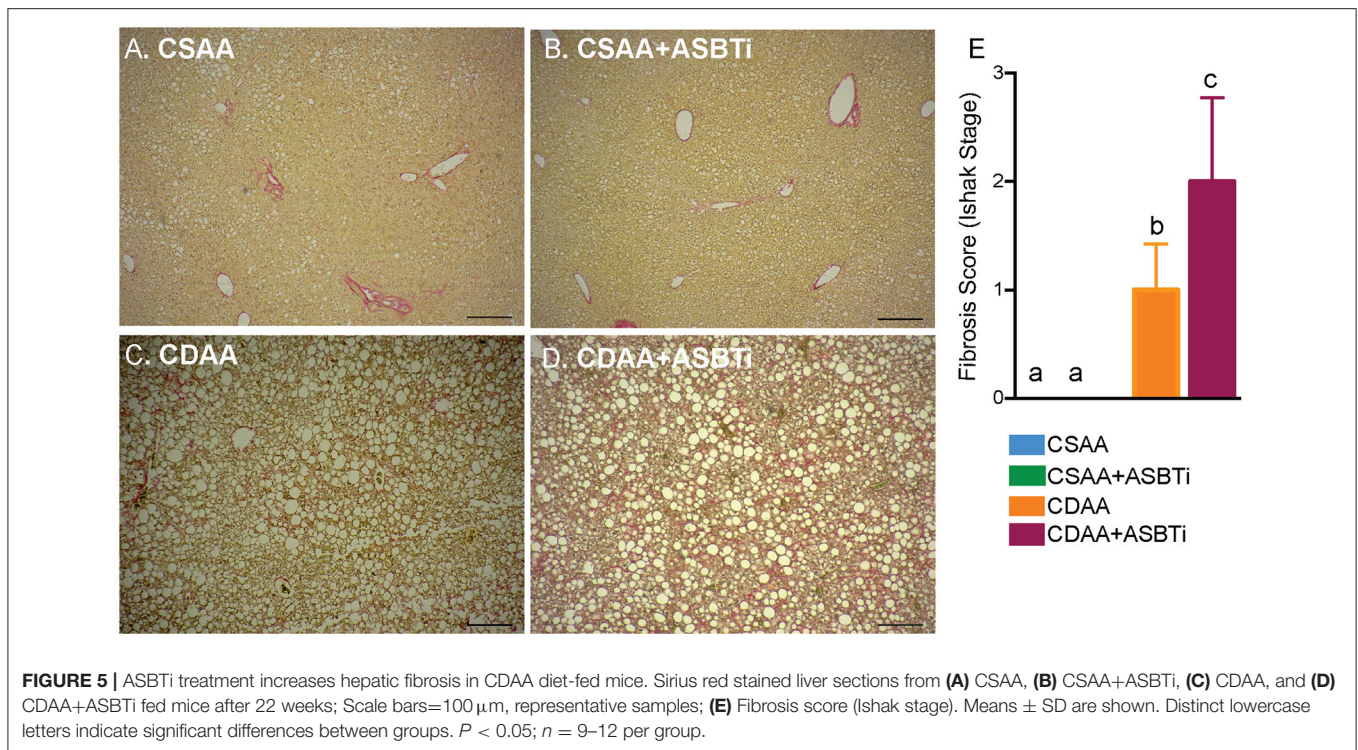 A. CSAA
B. CSAA+ASBTi
C. CDAA
D. CDAA+ASBTi
E
Fibrosis Score (Ishak Stage)
3
2
1
0
a
a
b
c
CSAA
CSAA+ASBTi
CDAA
CDAA+ASBTi
FIGURE 5 | ASBTi treatment increases hepatic fibrosis in CDAA diet-fed mice. Sirius red stained liver sections from (A) CSAA, (B) CSAA+ASBTi, (C) CDAA, and (D)
CDAA+ASBTi fed mice after 22 weeks; Scale bars=100 μm, representative samples; (E) Fibrosis score (Ishak stage). Means ± SD are shown. Distinct lowercase
letters indicate significant differences between groups. P < 0.05; n = 9–12 per group.